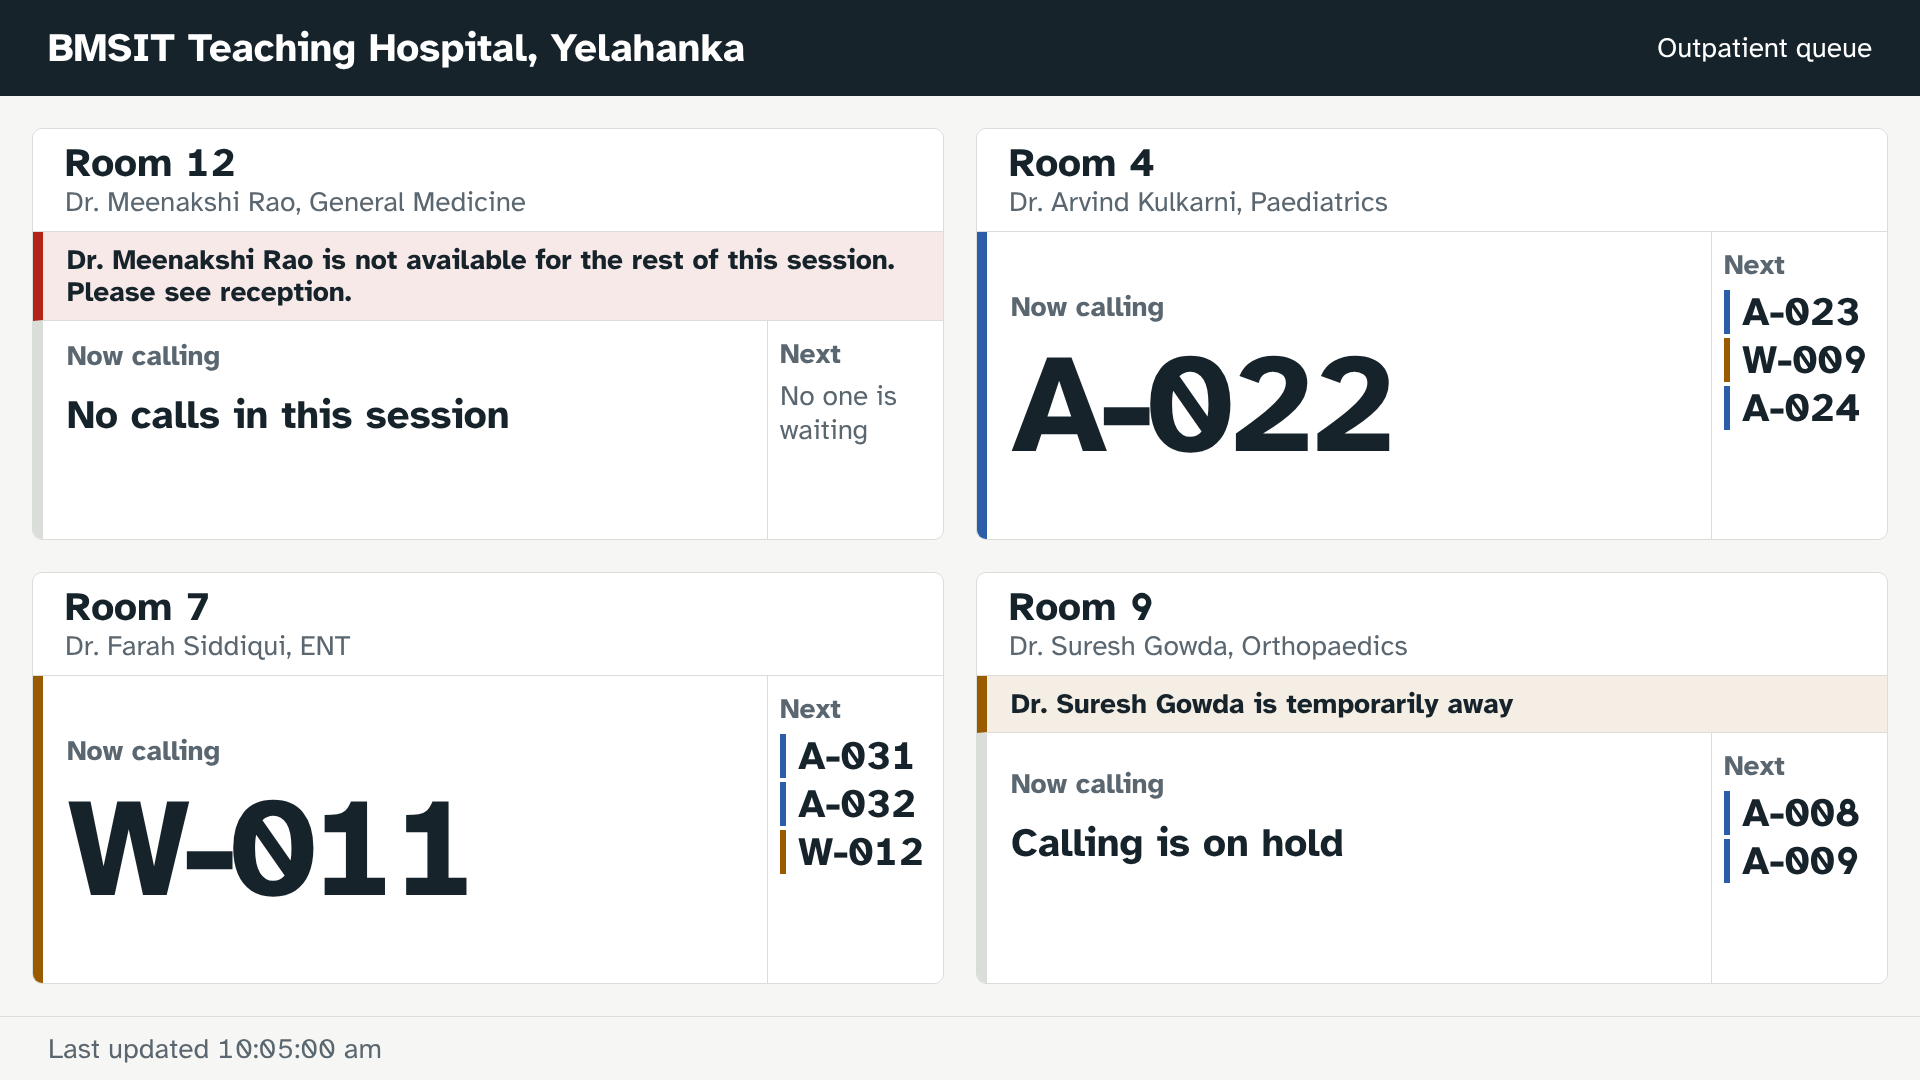 BMSIT Teaching Hospital, Yelahanka
Outpatient queue
Room 12
Dr. Meenakshi Rao, General Medicine
Dr. Meenakshi Rao is not available for the rest of this session.
Please see reception.
Now calling
No calls in this session
Next
No one is
waiting
Room 4
Dr. Arvind Kulkarni, Paediatrics
Now calling
A-022
Next
A-023
W-009
A-024
Room 7
Dr. Farah Siddiqui, ENT
Now calling
W-011
Next
A-031
A-032
W-012
Room 9
Dr. Suresh Gowda, Orthopaedics
Dr. Suresh Gowda is temporarily away
Now calling
Calling is on hold
Next
A-008
A-009
Last updated 10:05:00 am